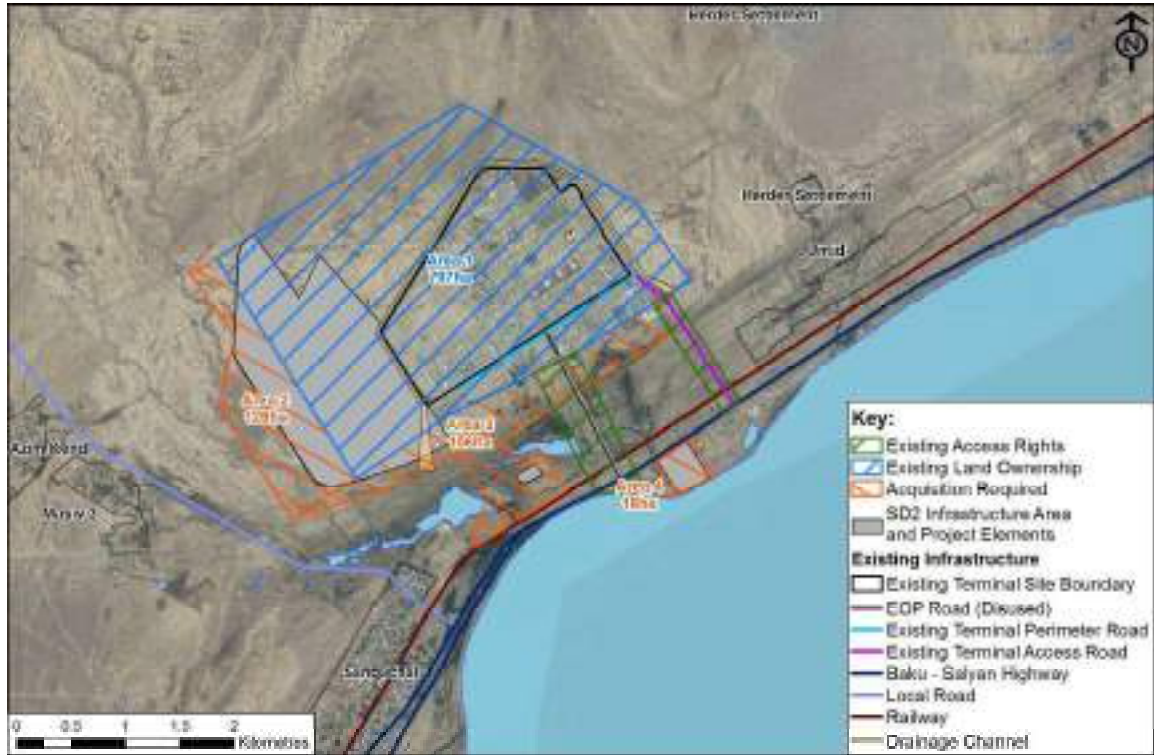 Herder Settlement
N
Herder Settlement
Umid
Area 1
797ha
Area 2
Area 3
Area 4
Sangachal
0 0.5 1 1.5 2
Kilometres
Key:
Existing Access Rights
Existing Land Ownership
Acquisition Required
SD2 Infrastructure Area
and Project Elements
Existing Infrastructure
Existing Terminal Site Boundary
EOP Road (Disused)
Existing Terminal Perimeter Road
Existing Terminal Access Road
Baku - Salyan Highway
Local Road
Railway
Drainage Channel